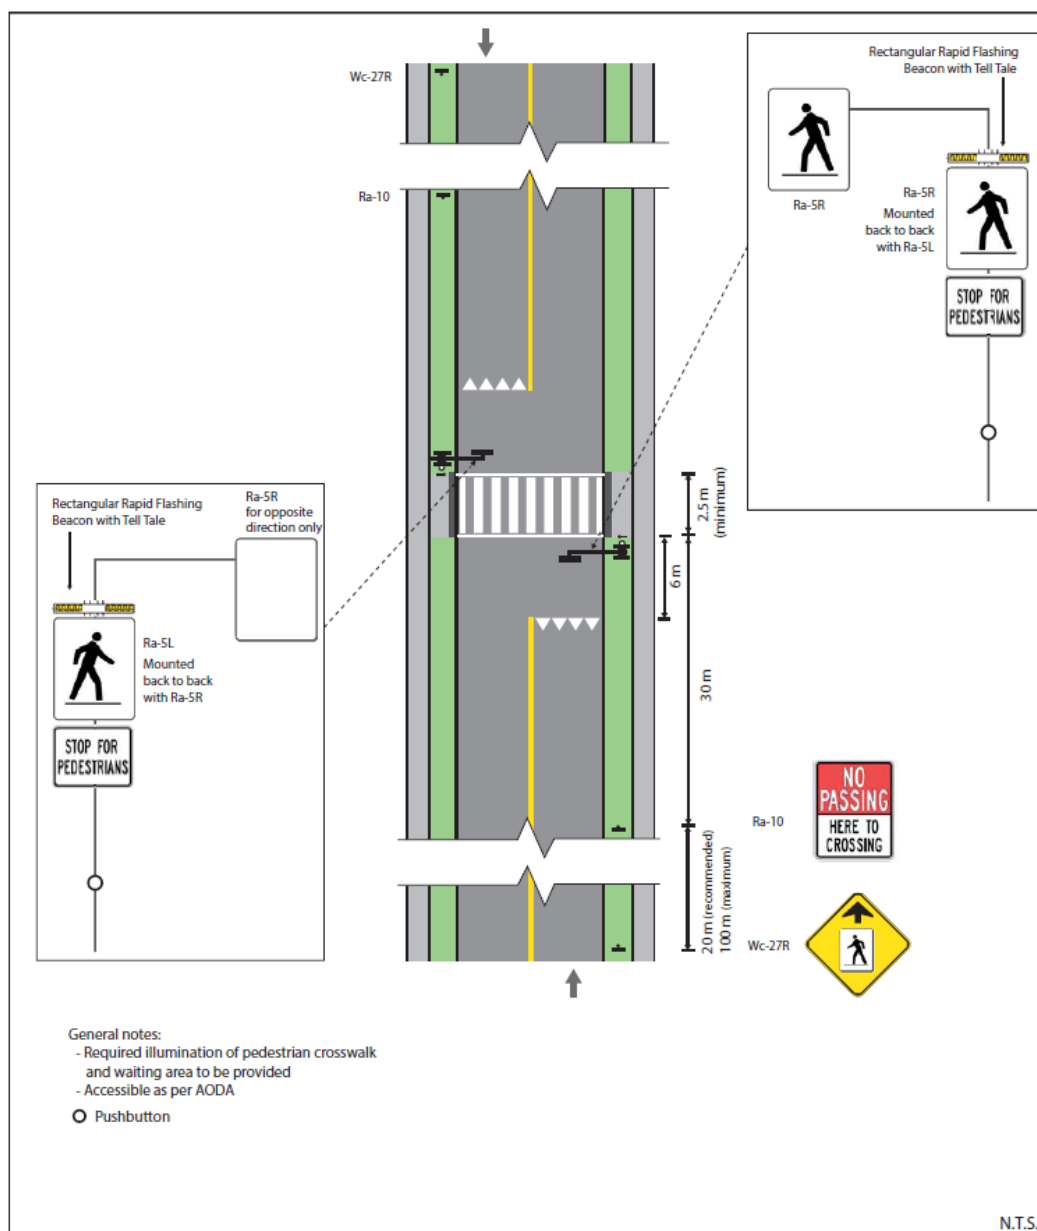 Wc-27R
Ra-10
Rectangular Rapid Flashing
Beacon with Tell Tale
Ra-5R
Ra-5R
Mounted
back to back
with Ra-5L
STOP FOR
PEDESTRIANS
Rectangular Rapid Flashing
Beacon with Tell Tale
Ra-5R
for opposite
direction only
Ra-5L
Mounted
back to back
with Ra-5R
STOP FOR
PEDESTRIANS
2.5 m
(minimum)
6 m
30 m
20 m (recommended)
100 m (maximum)
Ra-10
NO
PASSING
HERE TO
CROSSING
Wc-27R
General notes:
- Required illumination of pedestrian crosswalk
and waiting area to be provided
- Accessible as per AODA
Pushbutton
N.T.S.